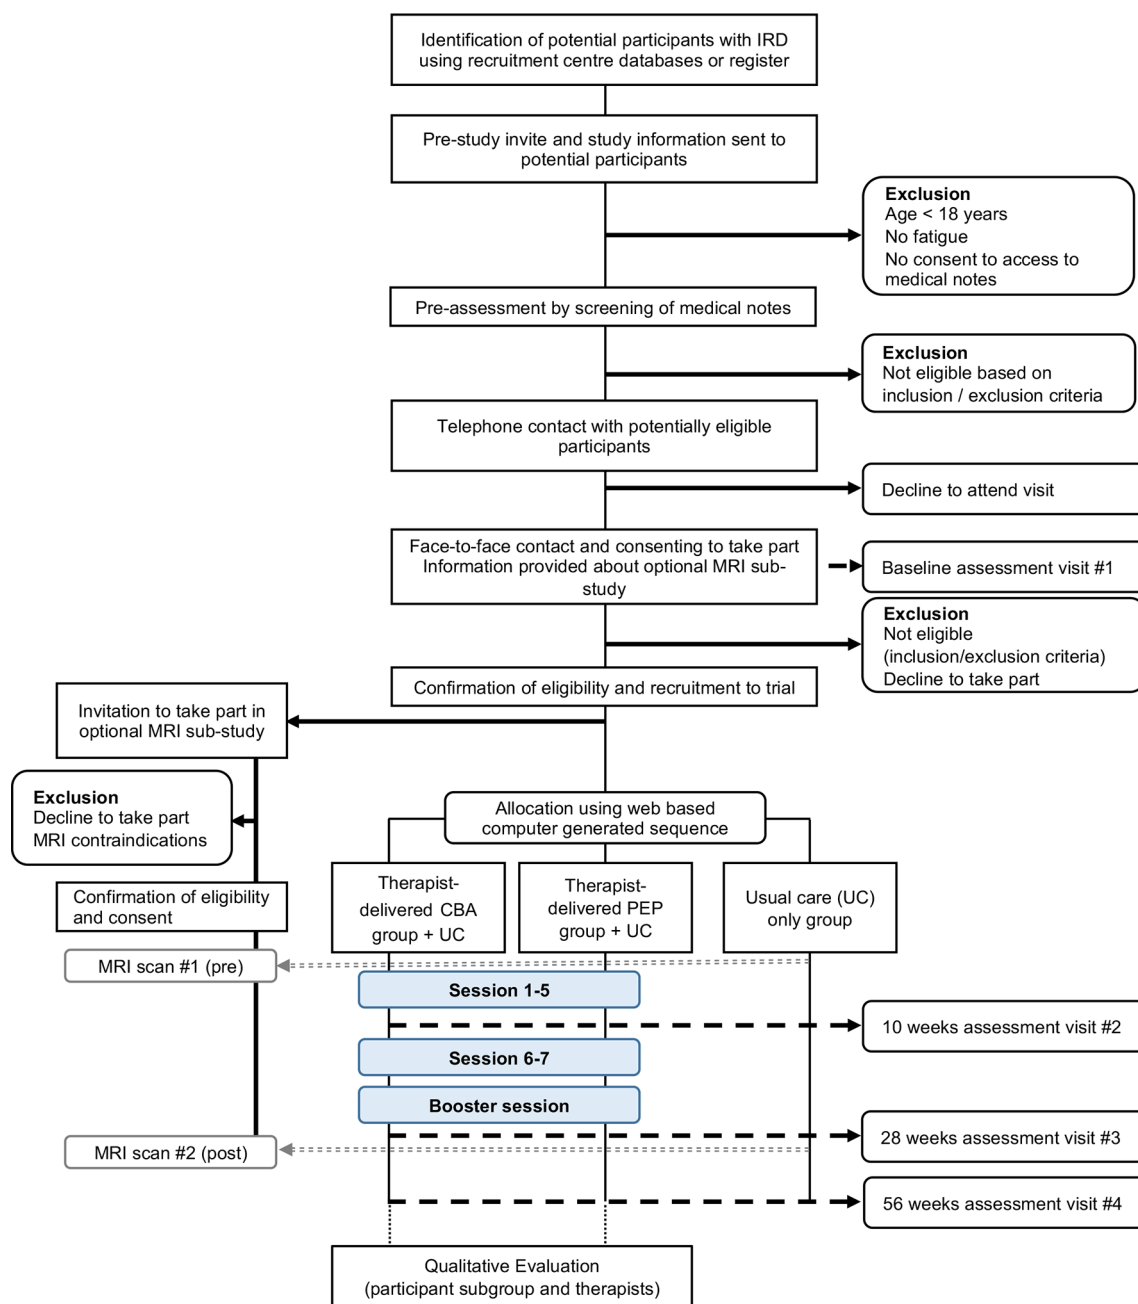 Identification of potential participants with IRD
using recruitment centre databases or register
Pre-study invite and study information sent to
potential participants
Exclusion
Age < 18 years
No fatigue
No consent to access to
medical notes
Pre-assessment by screening of medical notes
Exclusion
Not eligible based on
inclusion / exclusion criteria
Telephone contact with potentially eligible
participants
Decline to attend visit
Face-to-face contact and consenting to take part
Information provided about optional MRI sub-
study
Baseline assessment visit #1
Exclusion
Not eligible
(inclusion/exclusion criteria)
Decline to take part
Confirmation of eligibility and recruitment to trial
Invitation to take part in
optional MRI sub-study
Exclusion
Decline to take part
MRI contraindications
Allocation using web based
computer generated sequence
Confirmation of eligibility
and consent
Therapist-
delivered CBA
group + UC
Therapist-
delivered PEP
group + UC
Usual care (UC)
only group
MRI scan #1 (pre)
Session 1-5
10 weeks assessment visit #2
Session 6-7
Booster session
28 weeks assessment visit #3
MRI scan #2 (post)
56 weeks assessment visit #4
Qualitative Evaluation
(participant subgroup and therapists)